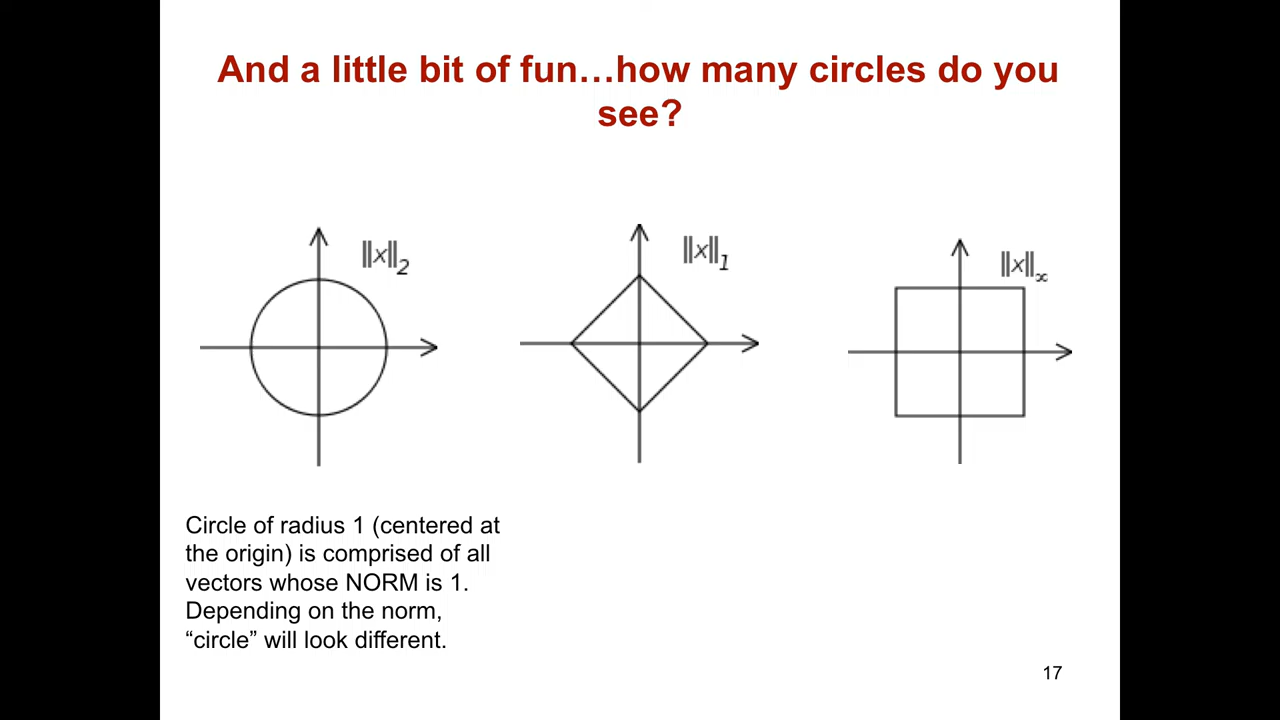 And a little bit of fun…how many circles do you
see?
‖x‖₂
‖x‖₁
‖x‖∞
Circle of radius 1 (centered at
the origin) is comprised of all
vectors whose NORM is 1.
Depending on the norm,
“circle” will look different.
17